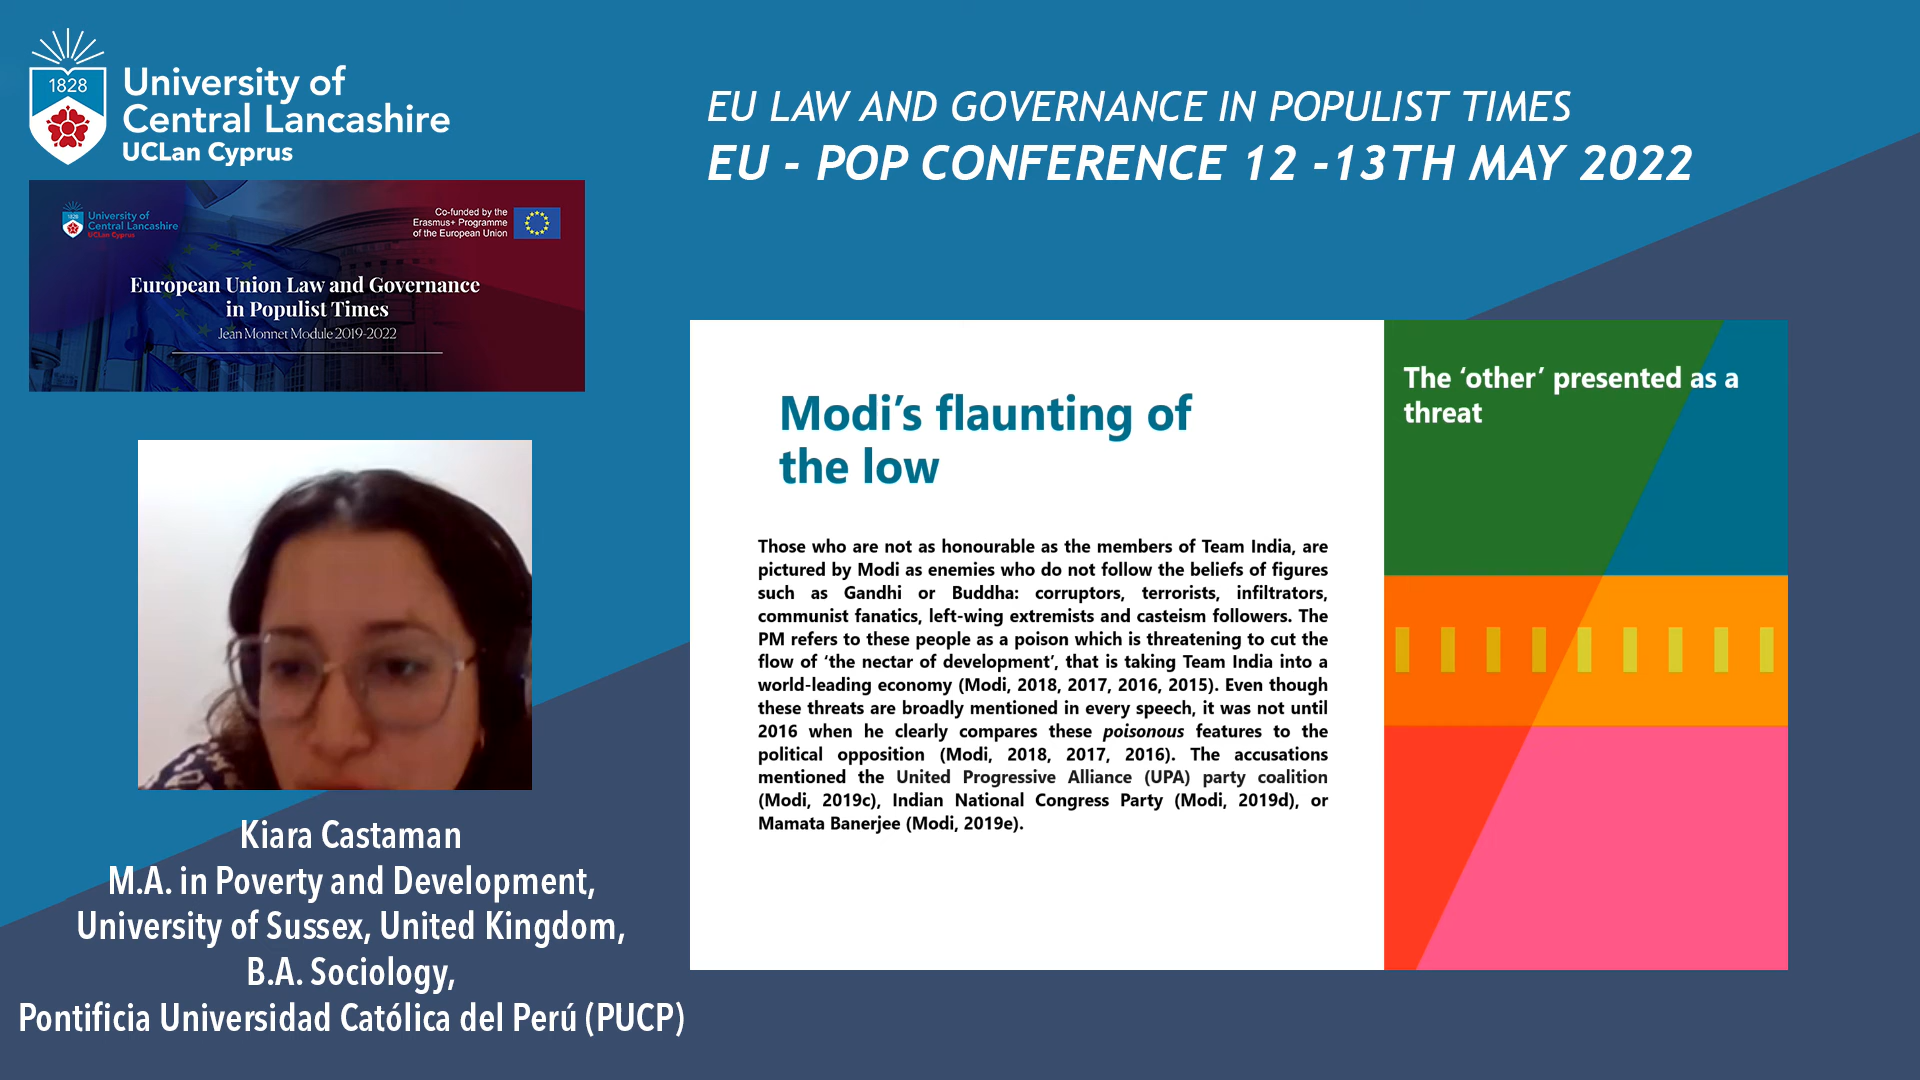 1828
University of
Central Lancashire
UCLan Cyprus
EU LAW AND GOVERNANCE IN POPULIST TIMES
EU - POP CONFERENCE 12 -13TH MAY 2022
1828
University of
Central Lancashire
UCLan Cyprus
Co-funded by the
Erasmus+ Programme
of the European Union
European Union Law and Governance
in Populist Times
Jean Monnet Module 2019-2022
Kiara Castaman
M.A. in Poverty and Development,
University of Sussex, United Kingdom,
B.A. Sociology,
Pontificia Universidad Católica del Perú (PUCP)
Modi’s flaunting of
the low
Those who are not as honourable as the members of Team India, are
pictured by Modi as enemies who do not follow the beliefs of figures
such as Gandhi or Buddha: corruptors, terrorists, infiltrators,
communist fanatics, left-wing extremists and casteism followers. The
PM refers to these people as a poison which is threatening to cut the
flow of ‘the nectar of development’, that is taking Team India into a
world-leading economy (Modi, 2018, 2017, 2016, 2015). Even though
these threats are broadly mentioned in every speech, it was not until
2016 when he clearly compares these poisonous features to the
political opposition (Modi, 2018, 2017, 2016). The accusations
mentioned the United Progressive Alliance (UPA) party coalition
(Modi, 2019c), Indian National Congress Party (Modi, 2019d), or
Mamata Banerjee (Modi, 2019e).
The ‘other’ presented as a
threat